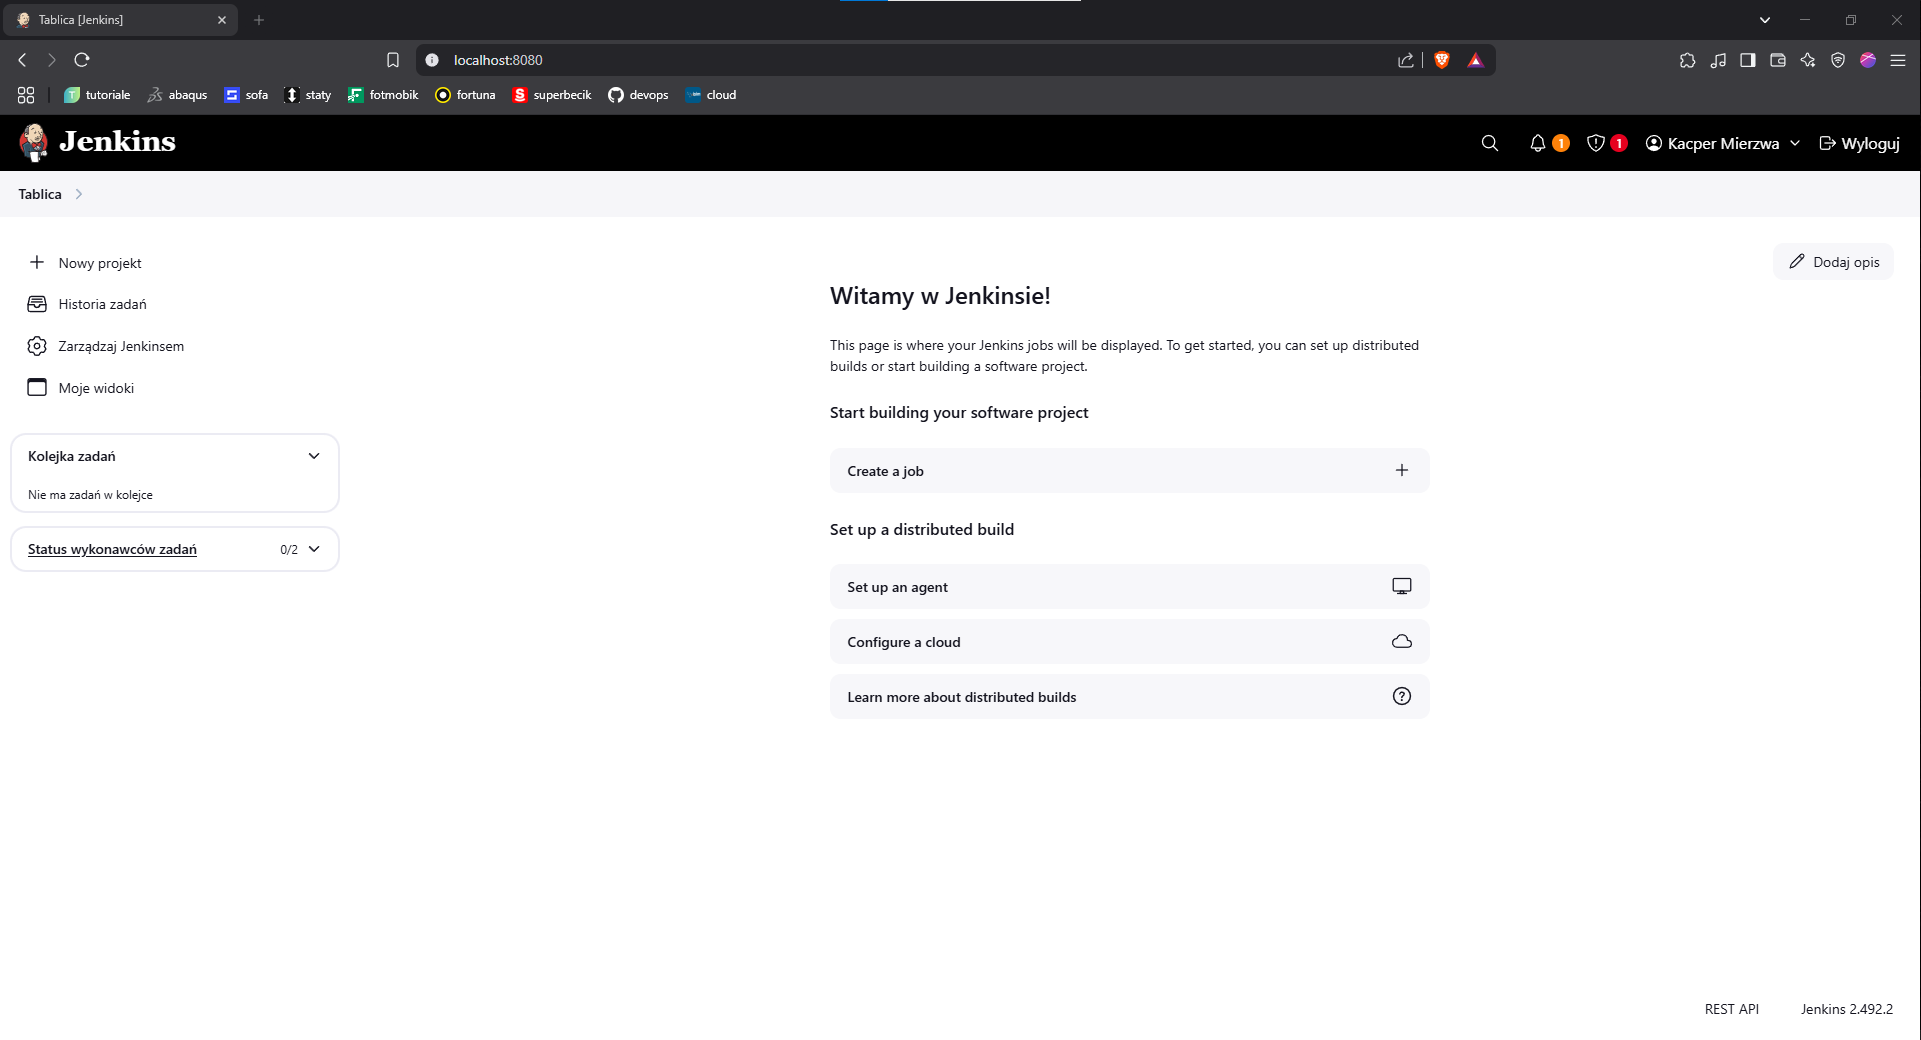 Tablica [Jenkins]
localhost:8080
tutoriale abaqus sofa staty fotmobik fortuna superbecik devops cloud
Jenkins 1 1 Kacper Mierzwa Wyloguj
Tablica
Nowy projekt
Historia zadań
Zarządzaj Jenkinsem
Moje widoki
Kolejka zadań
Nie ma zadań w kolejce
Status wykonawców zadań 0/2
Dodaj opis
Witamy w Jenkinsie!
This page is where your Jenkins jobs will be displayed. To get started, you can set up distributed
builds or start building a software project.
Start building your software project
Create a job
Set up a distributed build
Set up an agent
Configure a cloud
Learn more about distributed builds
REST API Jenkins 2.492.2